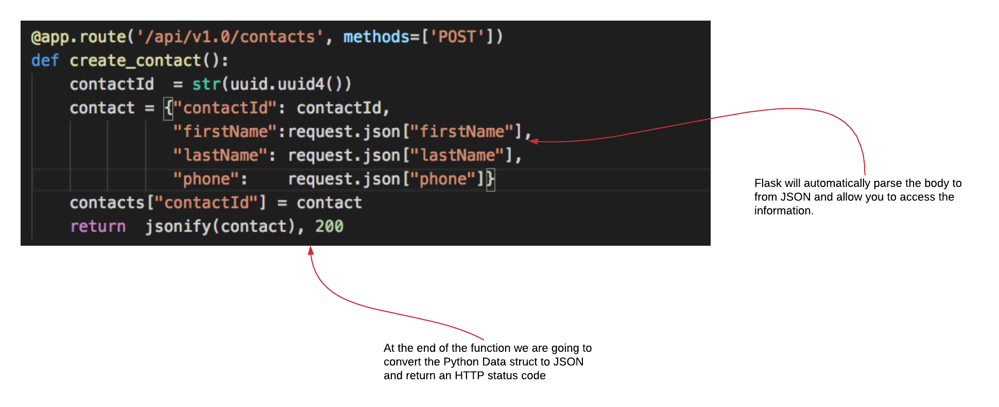 @app.route('/api/v1.0/contacts', methods=['POST'])
def create_contact():
    contactId  = str(uuid.uuid4())
    contact = {"contactId": contactId,
               "firstName":request.json["firstName"],
               "lastName": request.json["lastName"],
               "phone":    request.json["phone"]}
    contacts["contactId"] = contact
    return  jsonify(contact), 200
Flask will automatically parse the body to
from JSON and allow you to access the
information.
At the end of the function we are going to
convert the Python Data struct to JSON
and return an HTTP status code